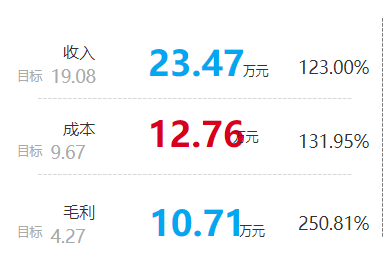 收入 23.47万元 123.00%
目标 19.08
成本 12.76万元 131.95%
目标 9.67
毛利 10.71万元 250.81%
目标 4.27